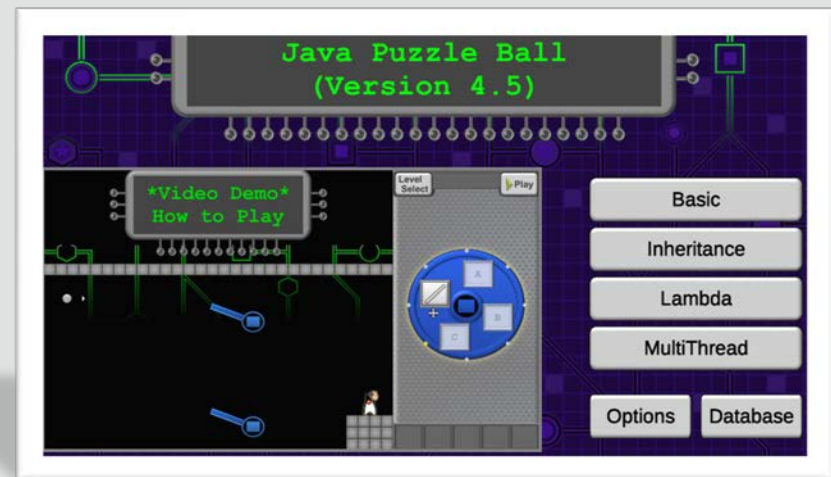 Java Puzzle Ball
(Version 4.5)
*Video Demo*
How to Play
Level
Select
Play
A
B
C
Basic
Inheritance
Lambda
MultiThread
Options
Database